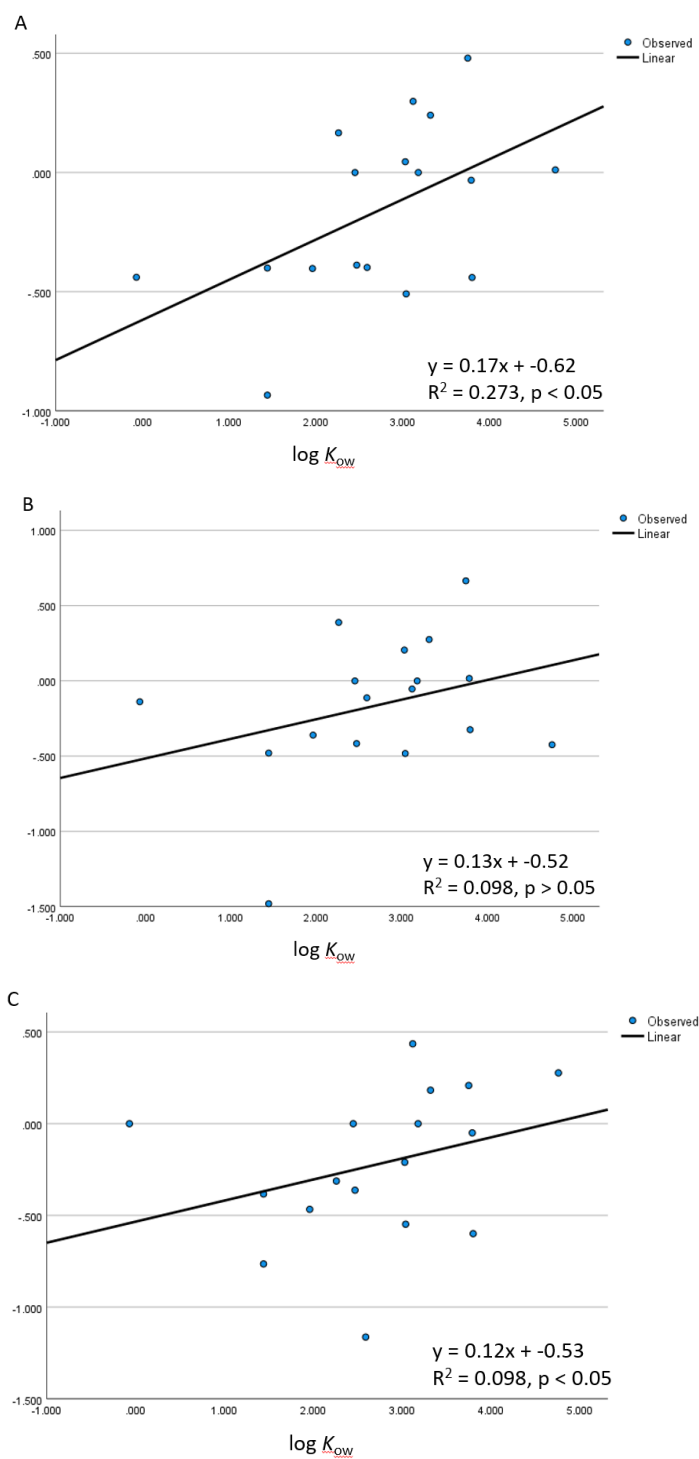 A
Observed
Linear
.500
.000
-.500
-1.000
-1.000 .000 1.000 2.000 3.000 4.000 5.000
y = 0.17x + -0.62
R² = 0.273, p < 0.05
log Kow
B
Observed
Linear
1.000
.500
.000
-.500
-1.000
-1.500
-1.000 .000 1.000 2.000 3.000 4.000 5.000
y = 0.13x + -0.52
R² = 0.098, p > 0.05
log Kow
C
Observed
Linear
.500
.000
-.500
-1.000
-1.500
-1.000 .000 1.000 2.000 3.000 4.000 5.000
y = 0.12x + -0.53
R² = 0.098, p < 0.05
log Kow